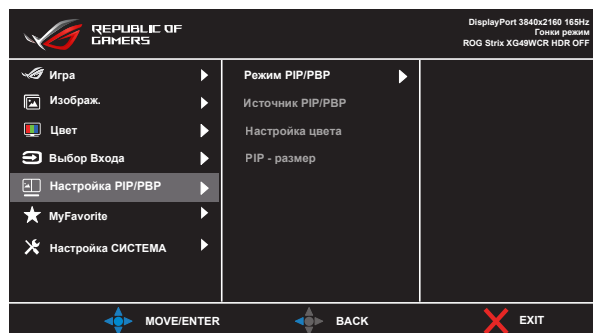 REPUBLIC OF
GAMERS
DisplayPort 3840x2160 165Hz
Гонки режим
ROG Strix XG49WCR HDR OFF
Игра
Изображ.
Цвет
Выбор Входа
Настройка PIP/PBP
MyFavorite
Настройка СИСТЕМА
Режим PIP/PBP
Источник PIP/PBP
Настройка цвета
PIP - размер
MOVE/ENTER
BACK
EXIT